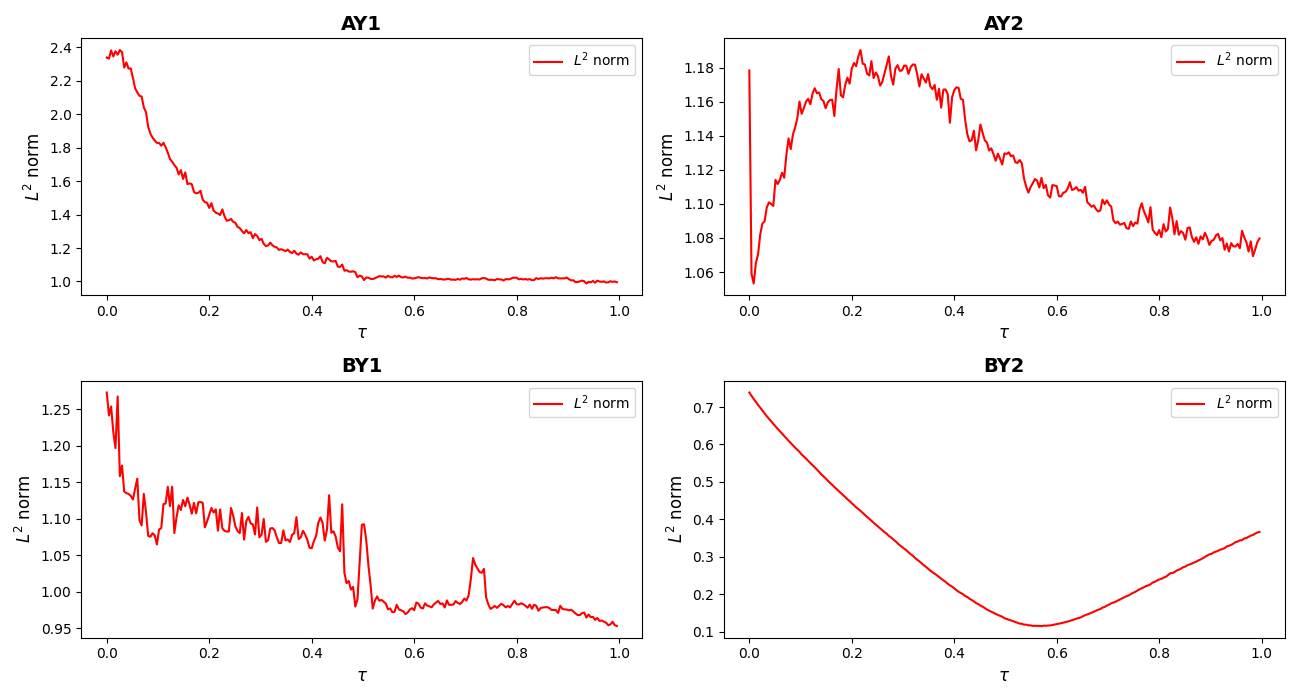 AY1
L² norm
2.4
2.2
2.0
1.8
1.6
1.4
1.2
1.0
L² norm
0.0 0.2 0.4 0.6 0.8 1.0
τ
AY2
L² norm
1.18
1.16
1.14
1.12
1.10
1.08
1.06
L² norm
0.0 0.2 0.4 0.6 0.8 1.0
τ
BY1
L² norm
1.25
1.20
1.15
1.10
1.05
1.00
0.95
L² norm
0.0 0.2 0.4 0.6 0.8 1.0
τ
BY2
L² norm
0.7
0.6
0.5
0.4
0.3
0.2
0.1
L² norm
0.0 0.2 0.4 0.6 0.8 1.0
τ